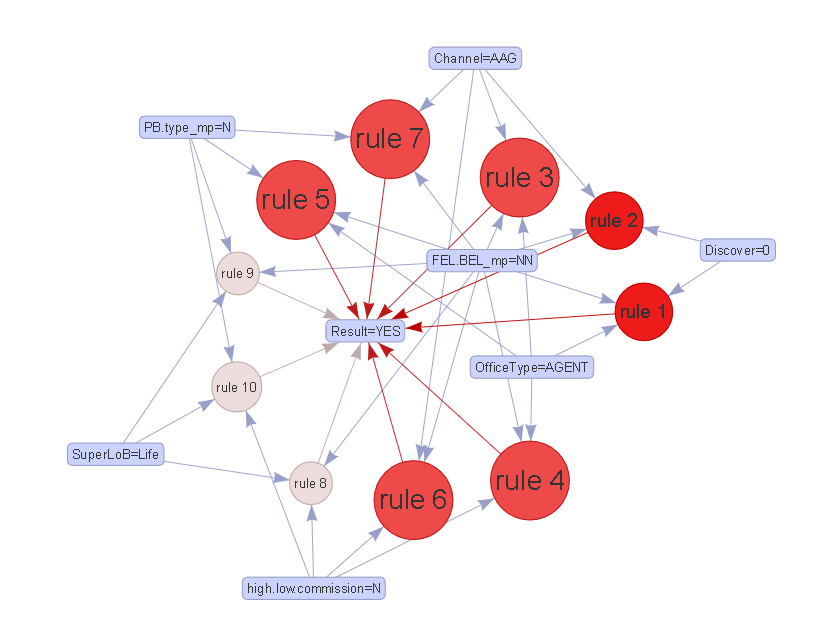 Channel=AAG
PB.type_mp=N
rule 7
rule 3
rule 5
rule 2
Discover=0
FEL.BEL_mp=NN
rule 9
rule 1
Result=YES
OfficeType=AGENT
rule 10
SuperLoB=Life
rule 4
rule 8
rule 6
high.low.commission=N